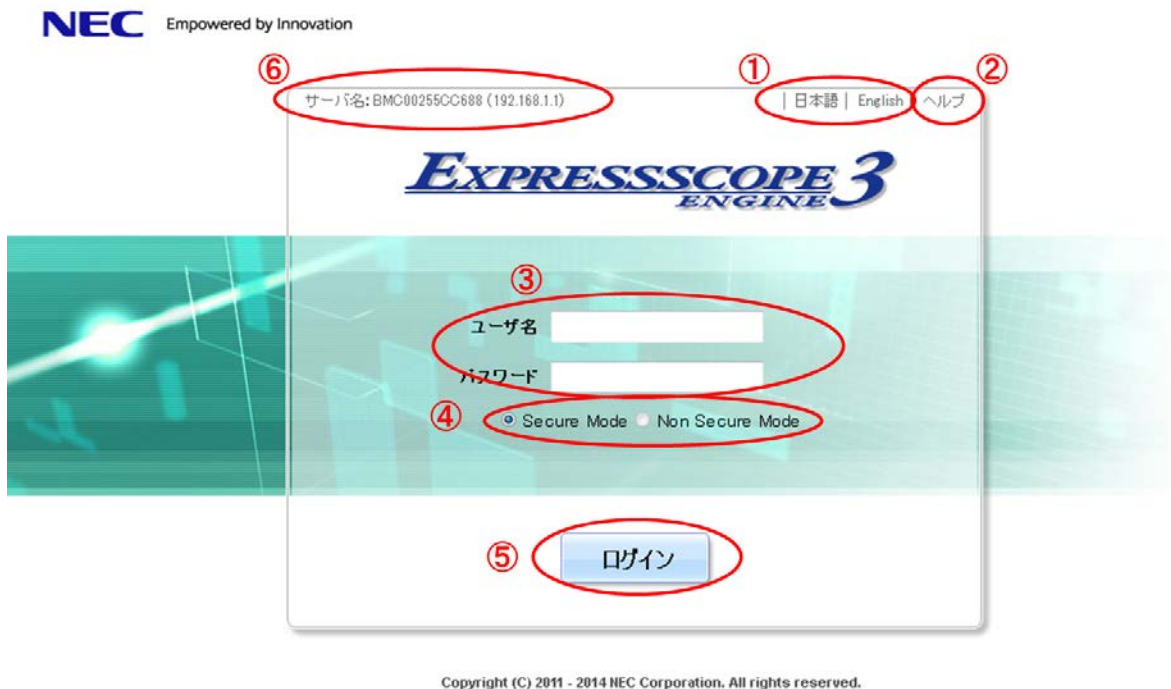 NEC Empowered by Innovation
⑥ ① ②
サーバ名: BMC00255CC688 (192.168.1.1) | 日本語 | English | ヘルプ
EXPRESSSCOPE 3
ENGINE
③
ユーザ名
パスワード
④ Secure Mode Non Secure Mode
⑤ ログイン
Copyright (C) 2011 - 2014 NEC Corporation. All rights reserved.